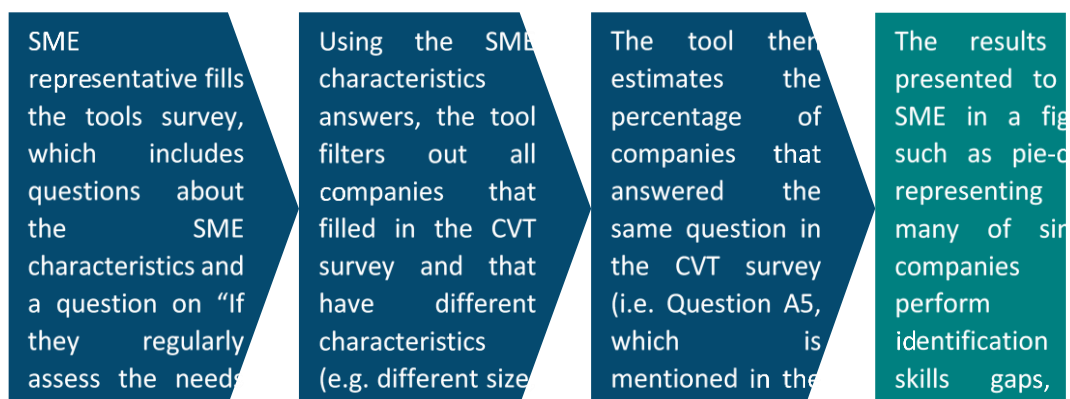 SME
representative fills
the tools survey,
which includes
questions about
the SME
characteristics and
a question on “If
they regularly
assess the needs
Using the SME
characteristics
answers, the tool
filters out all
companies that
filled in the CVT
survey and that
have different
characteristics
(e.g. different size,
The tool then
estimates the
percentage of
companies that
answered the
same question in
the CVT survey
(i.e. Question A5,
which is
mentioned in the
The results
presented to
SME in a
such as
representing
many of
companies
perform
identification
skills gaps,